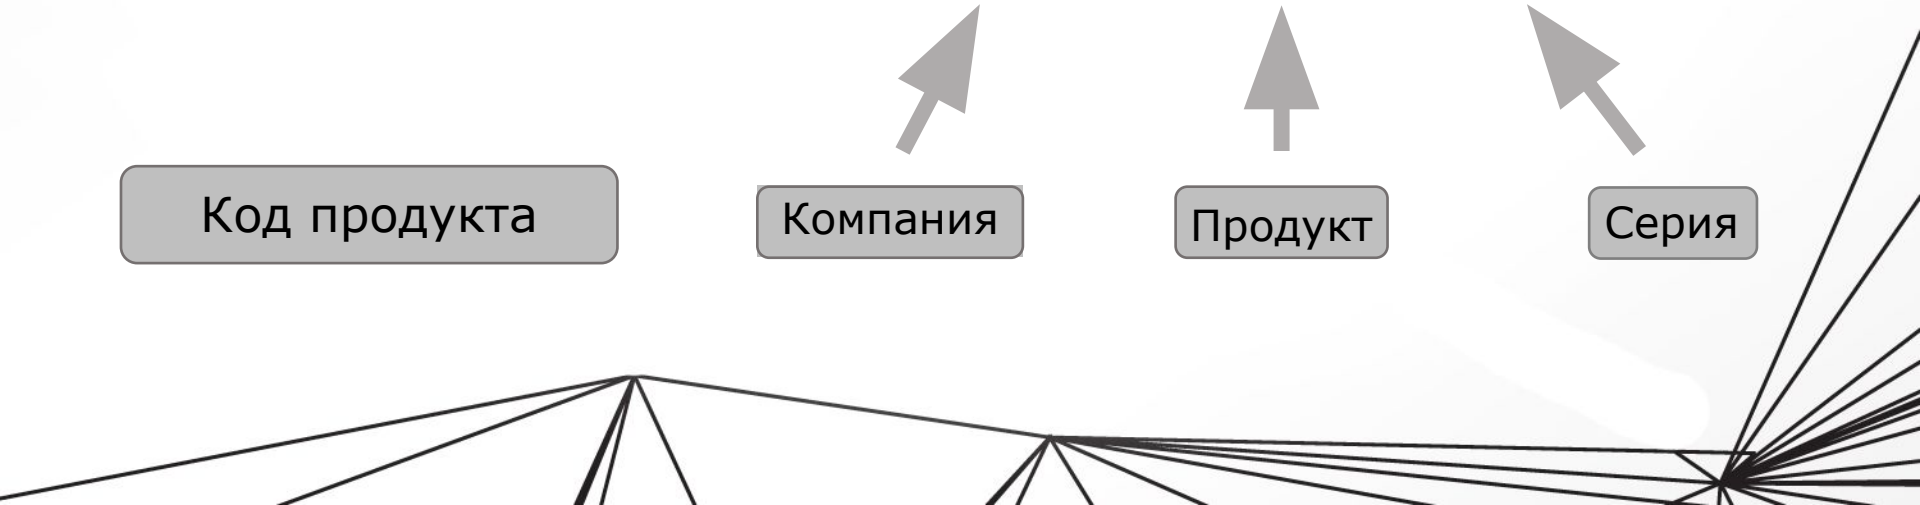 Код продукта
Компания
Продукт
Серия